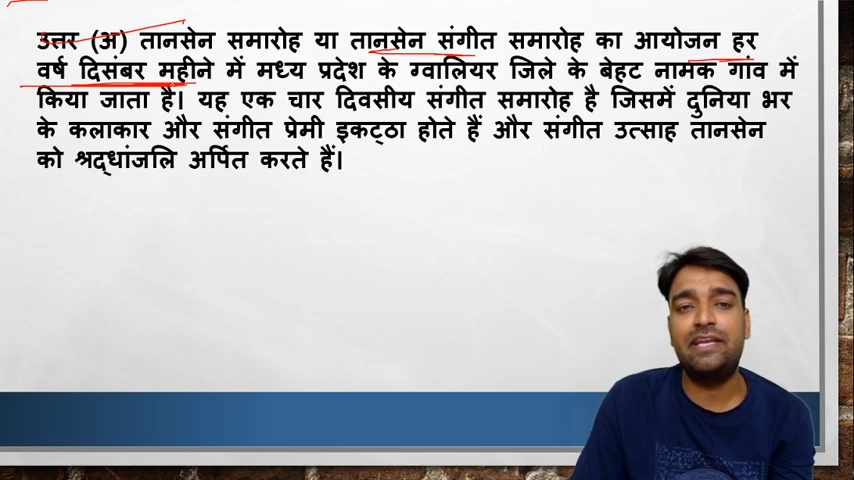 उत्तर (अ) तानसेन समारोह या तानसेन संगीत समारोह का आयोजन हर
वर्ष दिसंबर महीने में मध्य प्रदेश के ग्वालियर जिले के बेहट नामक गांव में
किया जाता है। यह एक चार दिवसीय संगीत समारोह है जिसमें दुनिया भर
के कलाकार और संगीत प्रेमी इकट्ठा होते हैं और संगीत उत्साह तानसेन
को श्रद्धांजलि अर्पित करते हैं।